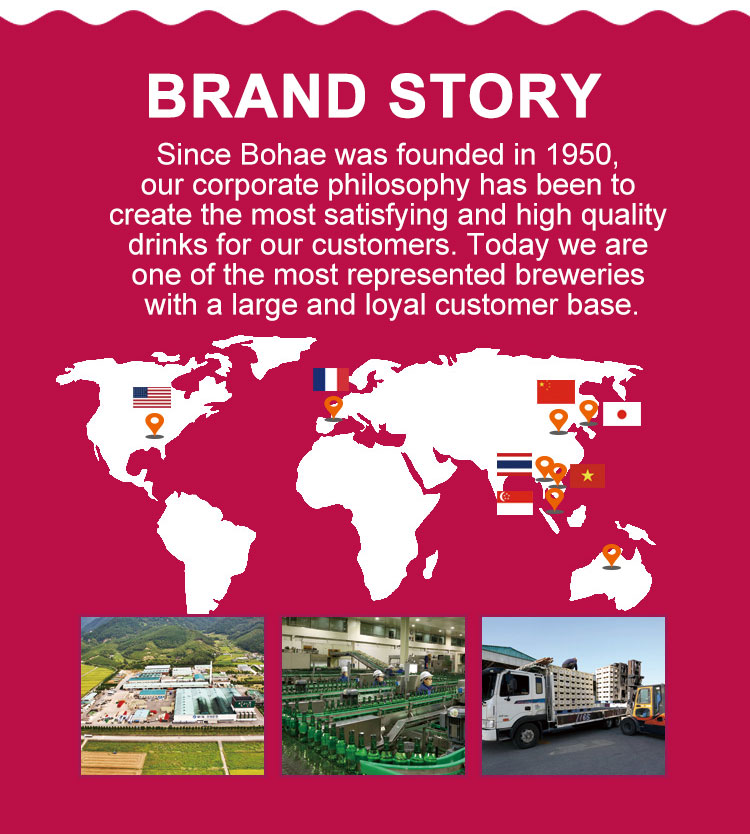 BRAND STORY
Since Bohae was founded in 1950,
our corporate philosophy has been to
create the most satisfying and high quality
drinks for our customers. Today we are
one of the most represented breweries
with a large and loyal customer base.